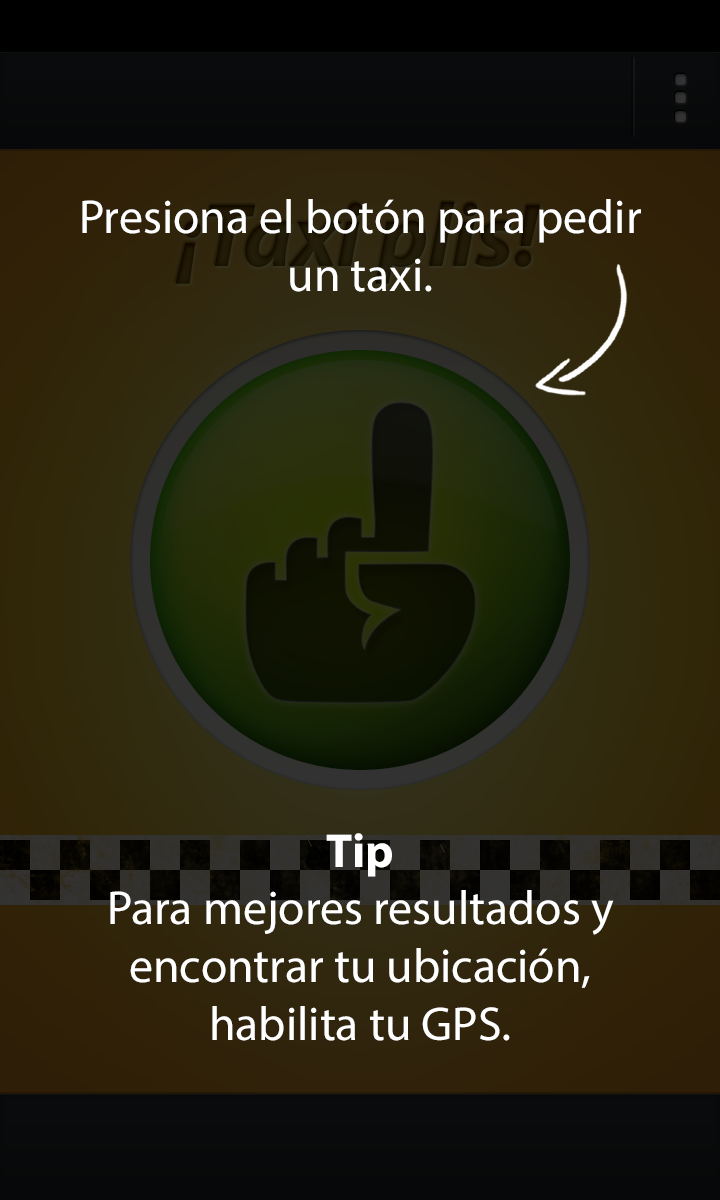 Presiona el botón para pedir
¡Taxi plis!
un taxi.
Tip
Para mejores resultados y
encontrar tu ubicación,
habilita tu GPS.